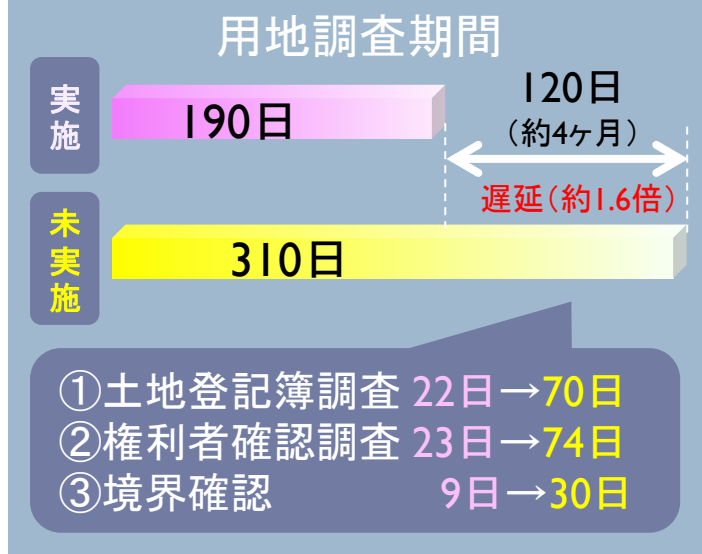 用地調査期間
実施
190日
120日
（約4ヶ月）
遅延（約1.6倍）
未実施
310日
①土地登記簿調査 22日→70日
②権利者確認調査 23日→74日
③境界確認 9日→30日